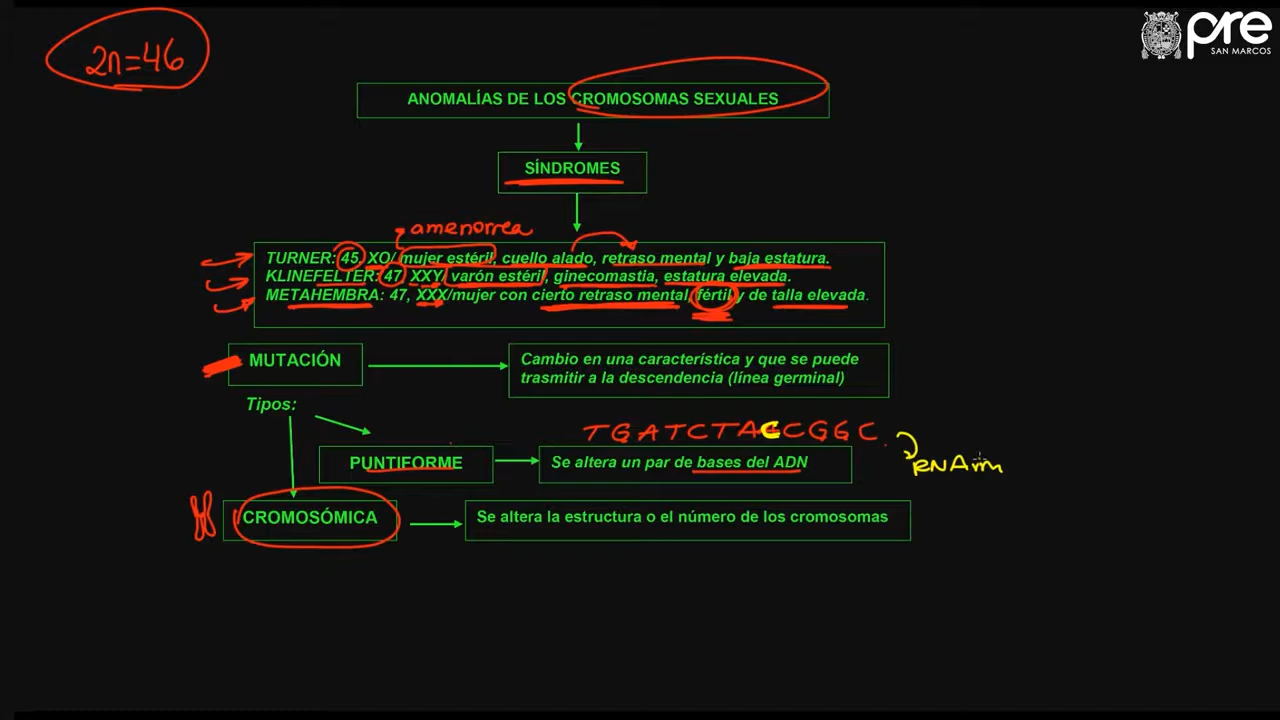 2n=46
pre
SAN MARCOS
ANOMALÍAS DE LOS CROMOSOMAS SEXUALES
SÍNDROMES
amenorrea
TURNER: 45, XO/ mujer estéril, cuello alado, retraso mental y baja estatura.
KLINEFELTER: 47 XXY/ varón estéril, ginecomastia, estatura elevada.
METAHEMBRA: 47, XXX/mujer con cierto retraso mental, fértil y de talla elevada.
MUTACIÓN
Cambio en una característica y que se puede
trasmitir a la descendencia (línea germinal)
Tipos:
TGATCTACCGGC
PUNTIFORME
Se altera un par de bases del ADN
RNAm
CROMOSÓMICA
Se altera la estructura o el número de los cromosomas